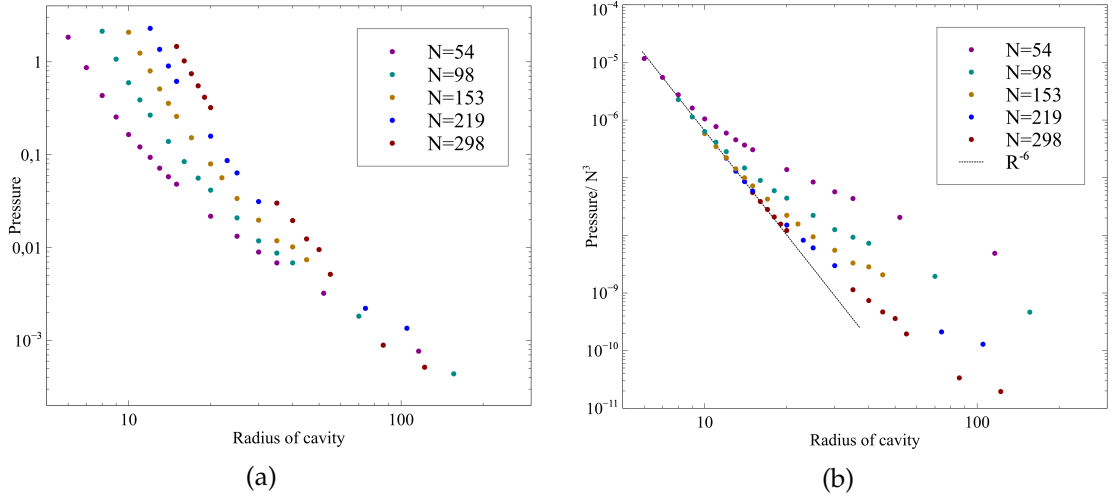 1
0,1
0,01
10⁻³
10
100
Pressure
Radius of cavity
N=54
N=98
N=153
N=219
N=298
(a)
10⁻⁴
10⁻⁵
10⁻⁶
10⁻⁹
10⁻¹⁰
10⁻¹¹
10
100
Pressure/ N³
Radius of cavity
N=54
N=98
N=153
N=219
N=298
R⁻⁶
(b)